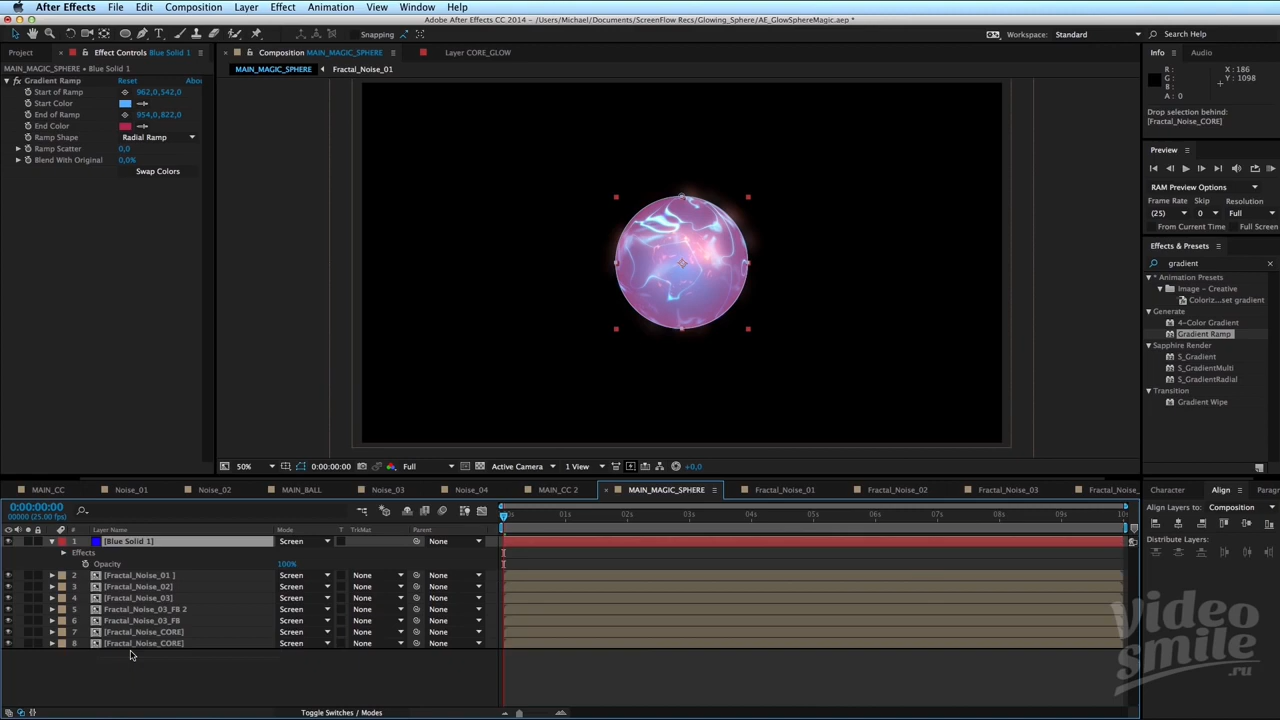 After Effects File Edit Composition Layer Effect Animation View Window Help
Adobe After Effects CC 2014 - /Users/Michael/Documents/ScreenFlow Recs/Glowing_Sphere/AE_GlowSphereMagic.aep *
Snapping
Workspace: Standard
Search Help
Project
Effect Controls Blue Solid 1
Composition MAIN_MAGIC_SPHERE
Layer CORE_GLOW
Info
Audio
MAIN_MAGIC_SPHERE • Blue Solid 1
MAIN_MAGIC_SPHERE
Fractal_Noise_01
fx Gradient Ramp Reset Abou
Start of Ramp 962,0,542,0
Start Color
End of Ramp 954,0,822,0
End Color
Ramp Shape Radial Ramp
Ramp Scatter 0,0
Blend With Original 0,0%
Swap Colors
R :
G :
B :
A : 0
X : 186
Y : 1098
Drop selection behind:
[Fractal_Noise_CORE]
Preview
RAM Preview Options
Frame Rate Skip Resolution
(25) 0 Full
From Current Time Full Screen
Effects & Presets
gradient
* Animation Presets
Image - Creative
Coloriz...set gradient
Generate
4-Color Gradient
Gradient Ramp
Sapphire Render
S_Gradient
S_GradientMulti
S_GradientRadial
Transition
Gradient Wipe
50% 0:00:00:00 Full Active Camera 1 View +0,0
MAIN_CC Noise_01 Noise_02 MAIN_BALL Noise_03 Noise_04 MAIN_CC 2 MAIN_MAGIC_SPHERE Fractal_Noise_01 Fractal_Noise_02 Fractal_Noise_03 Fractal_Noise_
Character Align Paragr
0:00:00:00
00000 (25.00 fps)
Align Layers to: Composition
Distribute Layers:
# Layer Name Mode T TrkMat Parent
0s 01s 02s 03s 04s 05s 06s 07s 08s 09s 10s
1 [Blue Solid 1] Screen None
Effects
Opacity 100%
2 [Fractal_Noise_01 ] Screen None None
3 [Fractal_Noise_02] Screen None None
4 [Fractal_Noise_03] Screen None None
5 Fractal_Noise_03_FB 2 Screen None None
6 Fractal_Noise_03_FB Screen None None
7 [Fractal_Noise_CORE] Screen None None
8 [Fractal_Noise_CORE] Screen None None
Toggle Switches / Modes
video
smile
.ru